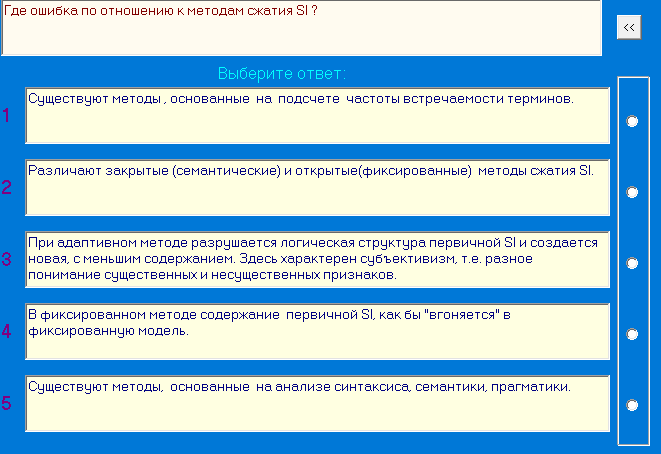 Где ошибка по отношению к методам сжатия SI ?
<<
Выберите ответ:
1
Существуют методы , основанные на подсчете частоты встречаемости терминов.
2
Различают закрытые (семантические) и открытые(фиксированные) методы сжатия SI.
3
При адаптивном методе разрушается логическая структура первичной SI и создается
новая, с меньшим содержанием. Здесь характерен субъективизм, т.е. разное
понимание существенных и несущественных признаков.
4
В фиксированном методе содержание первичной SI, как бы "вгоняется" в
фиксированную модель.
5
Существуют методы, основанные на анализе синтаксиса, семантики, прагматики.